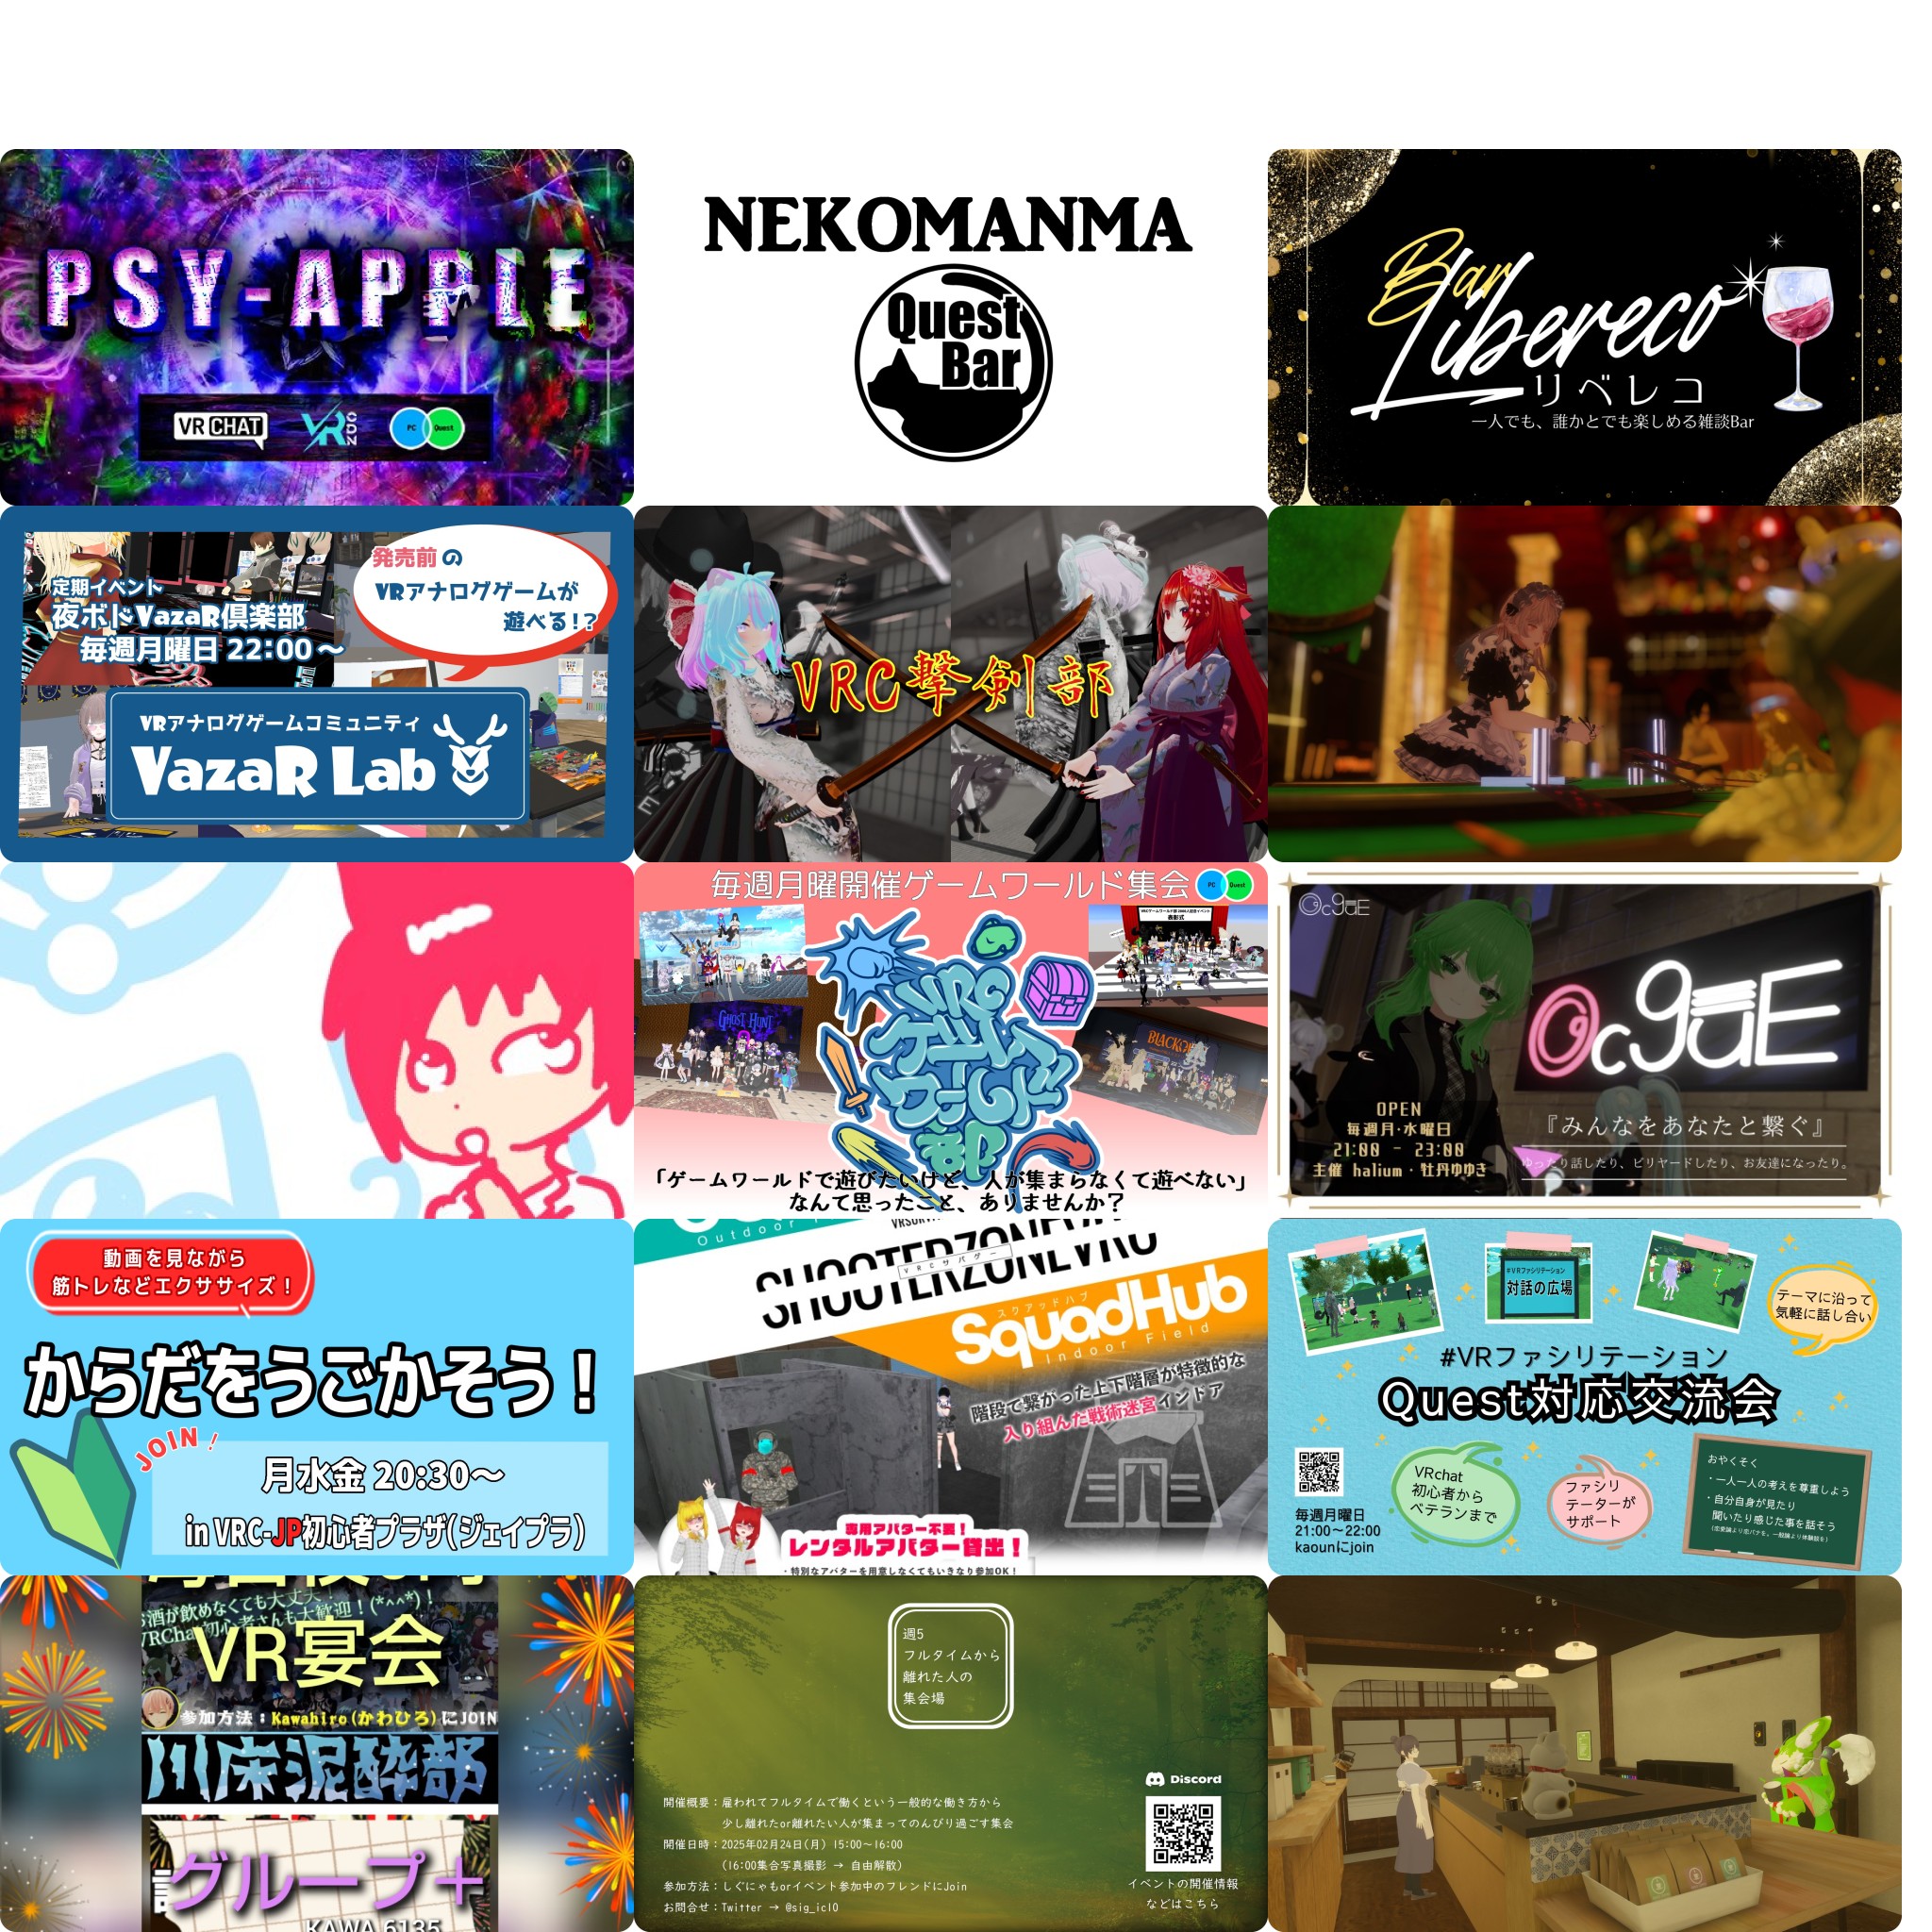 PSY-APPLE
VRCHAT
PC
Quest
NEKOMANMA
Quest
Bar
Bar
Libereco
リベレコ
一人でも、誰かとでも楽しめる雑談Bar
定期イベント
夜ボドVazaR倶楽部
毎週月曜日 22:00～
発売前の
VRアナログゲームが
遊べる!?
VRアナログゲームコミュニティ
VazaR Lab
VRC撃剣部
毎週月曜開催ゲームワールド集会
PC
Quest
GHOST HUNT
VRC
ゲーム
ワールド
部
「ゲームワールドで遊びたいけど、人が集まらなくて遊べない」
なんて思ったこと、ありませんか？
OcguE
OcguE
OPEN
毎週月・水曜日
21:00 - 23:00
主催 halium・牡丹ゆゆき
『みんなをあなたと繋ぐ』
ゆったり話したり、ビリヤードしたり、お友達になったり。
動画を見ながら
筋トレなどエクササイズ！
からだをうごかそう！
JOIN！
月水金 20:30～
in VRC-JP初心者プラザ(ジェイプラ)
SHOOTERZONEVRC
VRCサバゲー
スクアッドハブ
SquadHub
Indoor Field
階段で繋がった上下階層が特徴的な
入り組んだ戦術迷宮インドア
専用アバター不要！
レンタルアバター貸出！
・特別なアバターを用意しなくてもいきなり参加OK！
#VRファシリテーション
対話の広場
テーマに沿って
気軽に話し合い
#VRファシリテーション
Quest対応交流会
毎週月曜日
21:00～22:00
kaounにjoin
VRchat
初心者から
ベテランまで
ファシリ
テーターが
サポート
おやくそく
・一人一人の考えを尊重しよう
・自分自身が見たり
聞いたり感じた事を話そう
お酒が飲めなくても大丈夫
VRChat初心者さんも大歓迎！(*^^*)！
VR宴会
参加方法：Kawahiro(かわひろ)にJOIN
川床泥酔部
グループ＋
KAWA.6135
週5
フルタイムから
離れた人の
集会場
開催概要：雇われてフルタイムで働くという一般的な働き方から
少し離れたor離れたい人が集まってのんびり過ごす集会
開催日時：2025年02月24日(月) 15:00～16:00
(16:00集合写真撮影 → 自由解散)
参加方法：しぐにゃもorイベント参加中のフレンドにJoin
お問合せ：Twitter → @sig_icl0
Discord
イベントの開催情報
などはこちら